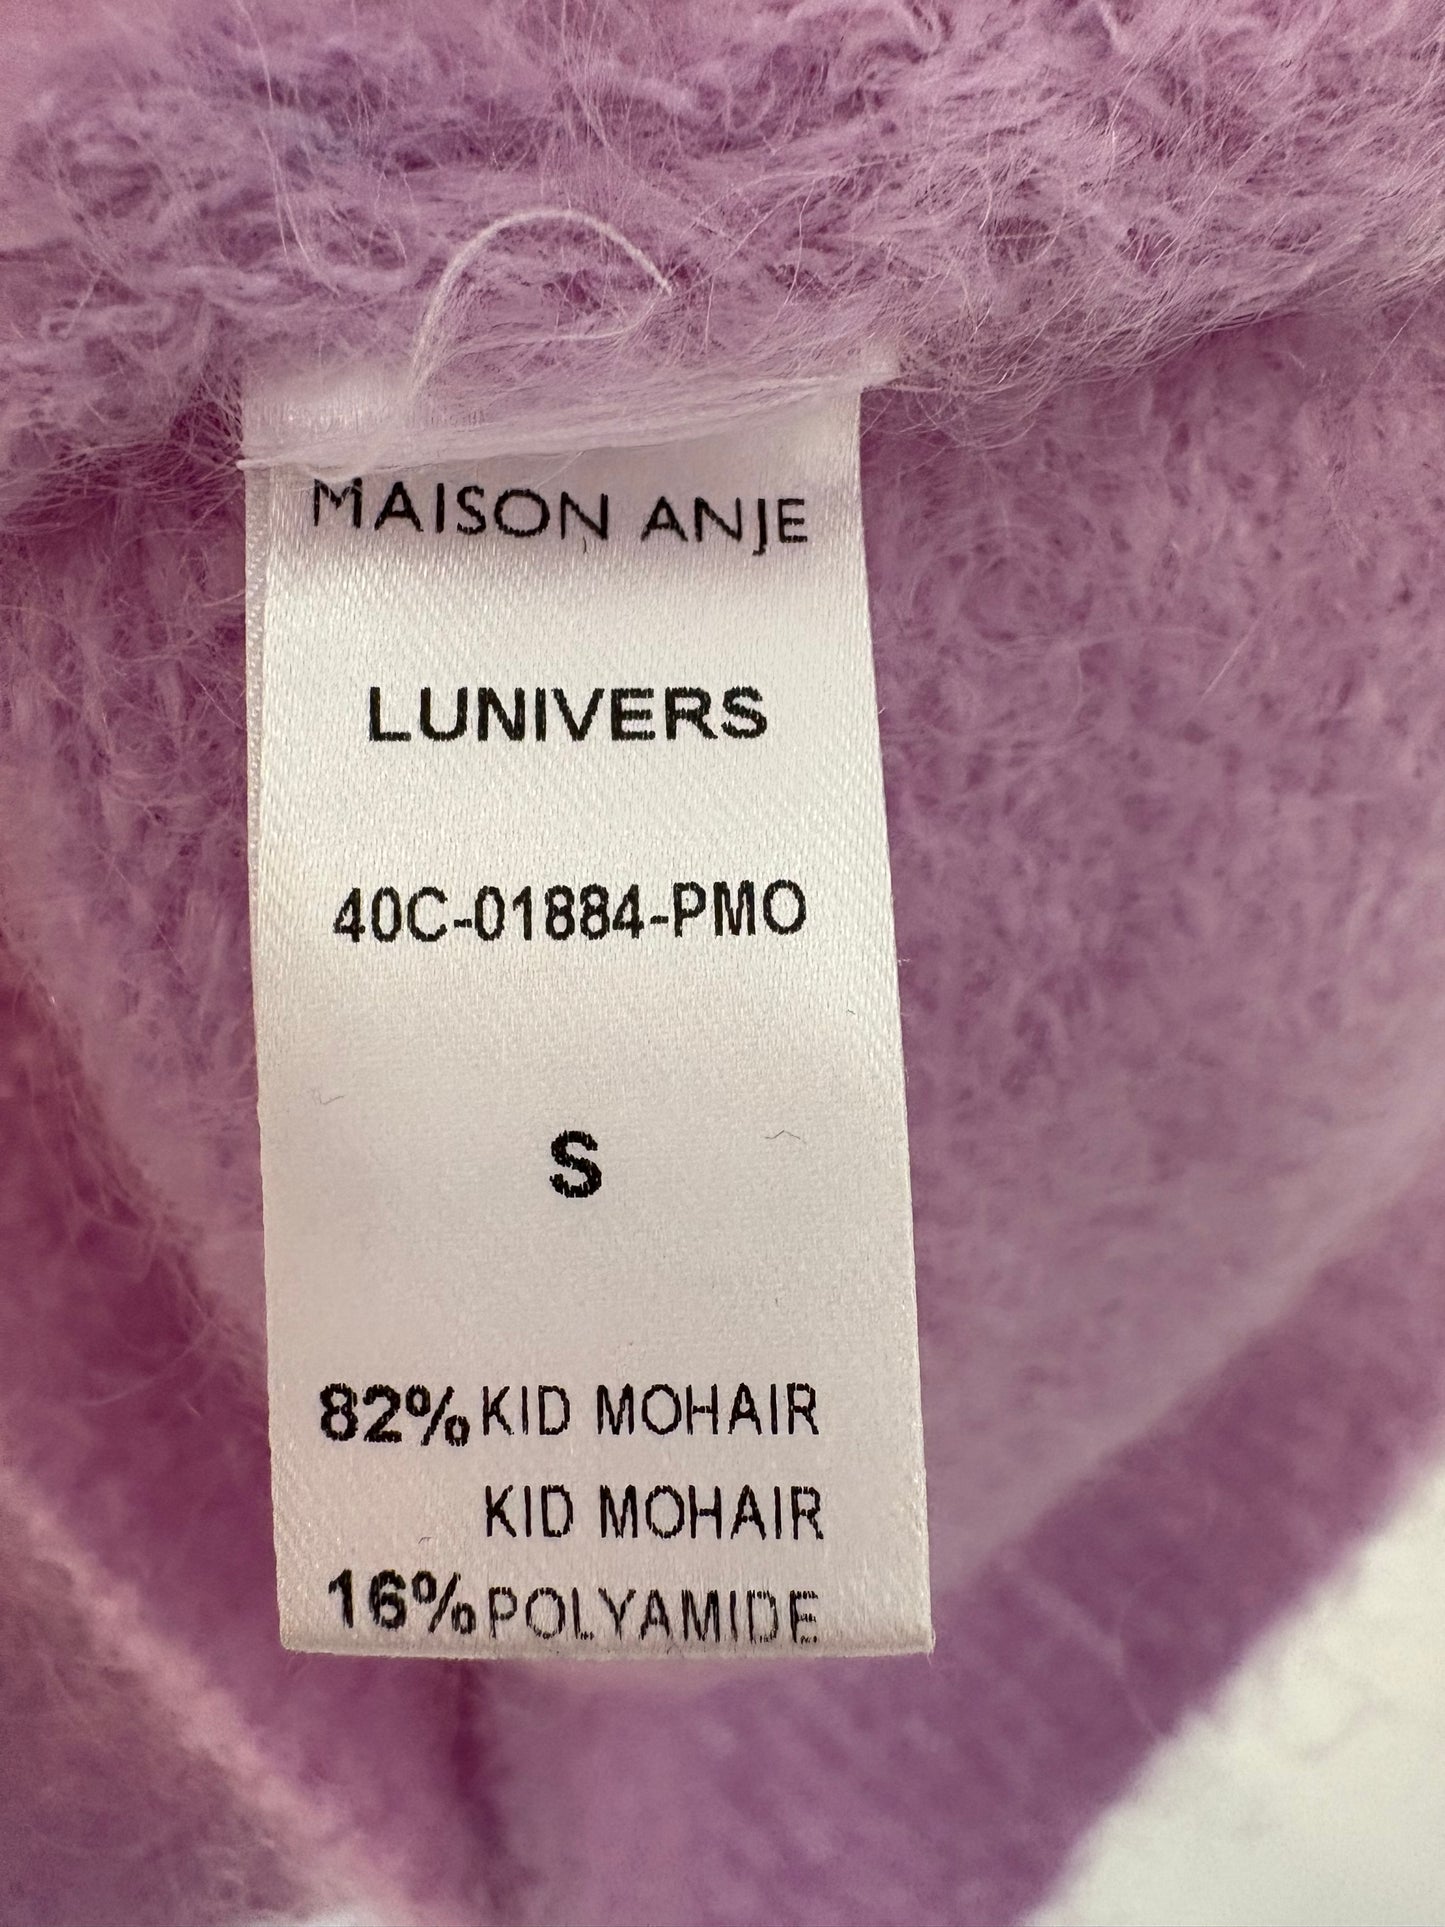 MAISON ANJE
LUNIVERS
40C-01884-PMO
S
82% KID MOHAIR
KID MOHAIR
16% POLYAMIDE